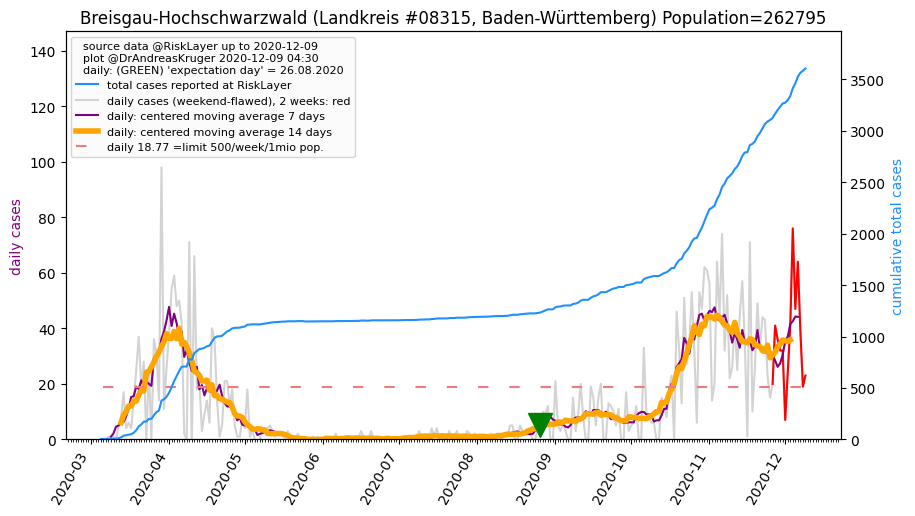 Breisgau-Hochschwarzwald (Landkreis #08315, Baden-Württemberg) Population=262795
source data @RiskLayer up to 2020-12-09
plot @DrAndreasKruger 2020-12-09 04:30
daily: (GREEN) 'expectation day' = 26.08.2020
total cases reported at RiskLayer
daily cases (weekend-flawed), 2 weeks: red
daily: centered moving average 7 days
daily: centered moving average 14 days
daily 18.77 =limit 500/week/1mio pop.
daily cases
140
120
100
80
60
40
20
0
cumulative total cases
3500
3000
2500
2000
1500
1000
500
0
2020-03
2020-04
2020-05
2020-06
2020-07
2020-08
2020-09
2020-10
2020-11
2020-12